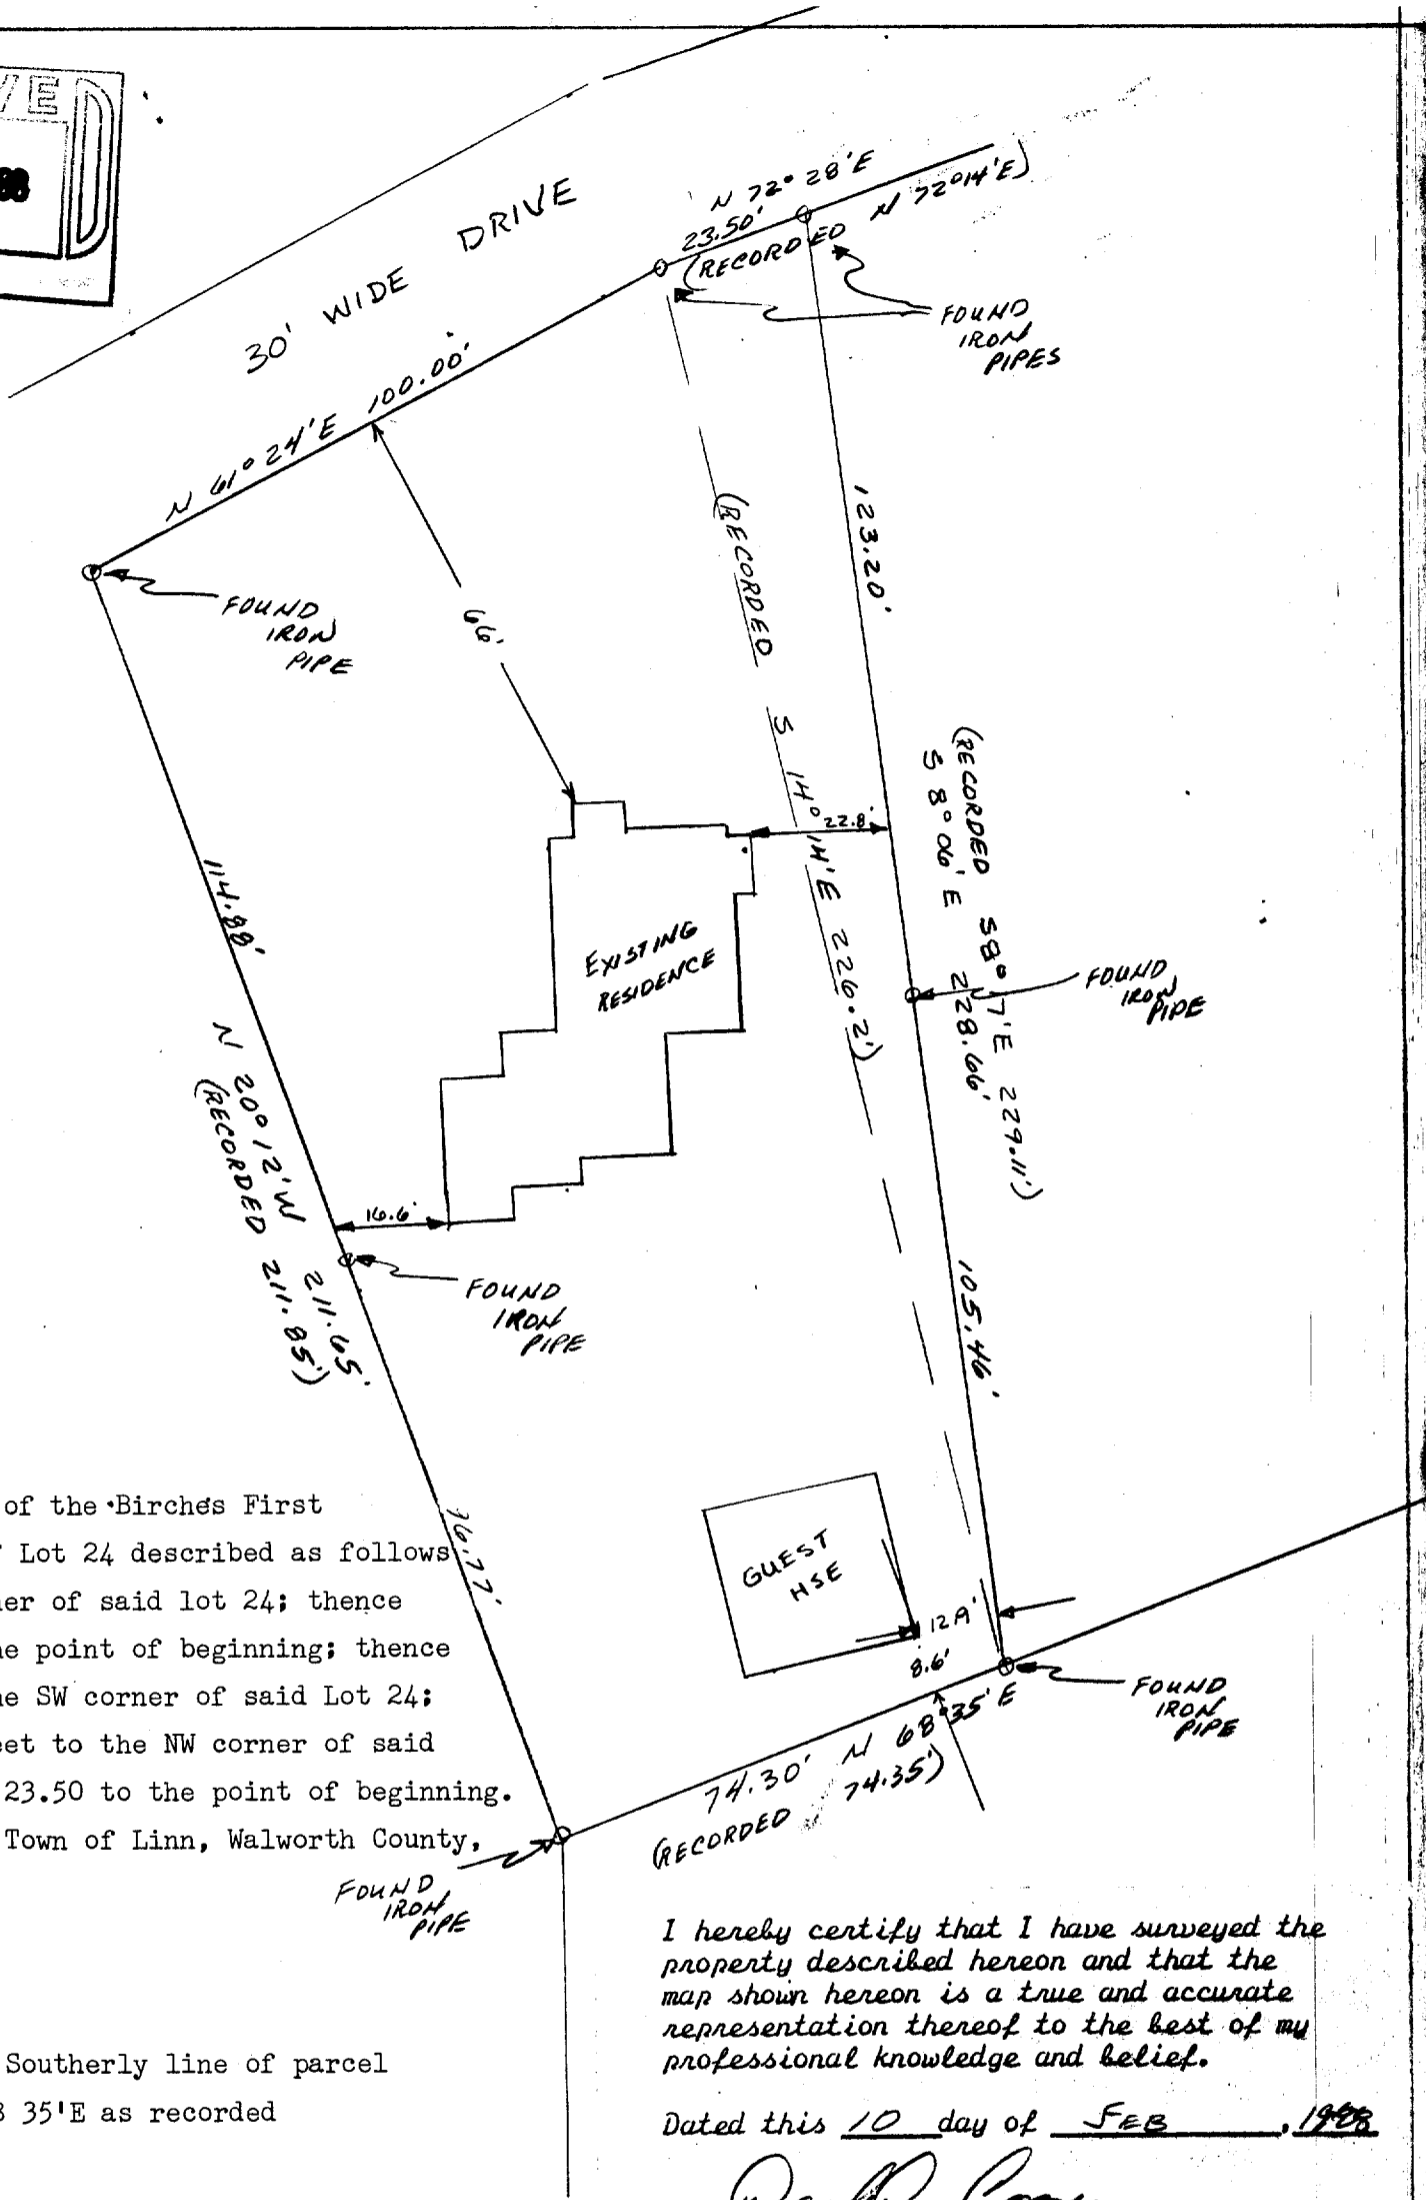 VED
88
30' WIDE DRIVE
N 72° 28' E
23.50'
(RECORDED N 72°14'E)
FOUND
IRON
PIPES
N 61° 24' E 100.00'
FOUND
IRON
PIPE
66'
(RECORDED S 14° 14' E 226.2')
123.20'
22.8'
(RECORDED S8° 7'E 229.11')
S 8° 06' E 228.66'
EXISTING
RESIDENCE
FOUND
IRON
PIPE
114.88'
N 20° 12' W 211.65'
(RECORDED 211.85')
16.6'
FOUND
IRON
PIPE
105.46'
96.77'
GUEST
HSE
8.6'
FOUND
IRON
PIPE
74.30' N 68° 35' E
(RECORDED 74.35')
FOUND
IRON
PIPE
of the Birches First
Lot 24 described as follows
er of said lot 24; thence
e point of beginning; thence
e SW corner of said Lot 24;
et to the NW corner of said
23.50 to the point of beginning.
Town of Linn, Walworth County,
Southerly line of parcel
8 35'E as recorded
I hereby certify that I have surveyed the
property described hereon and that the
map shown hereon is a true and accurate
representation thereof to the best of my
professional knowledge and belief.
Dated this 10 day of FEB, 1988